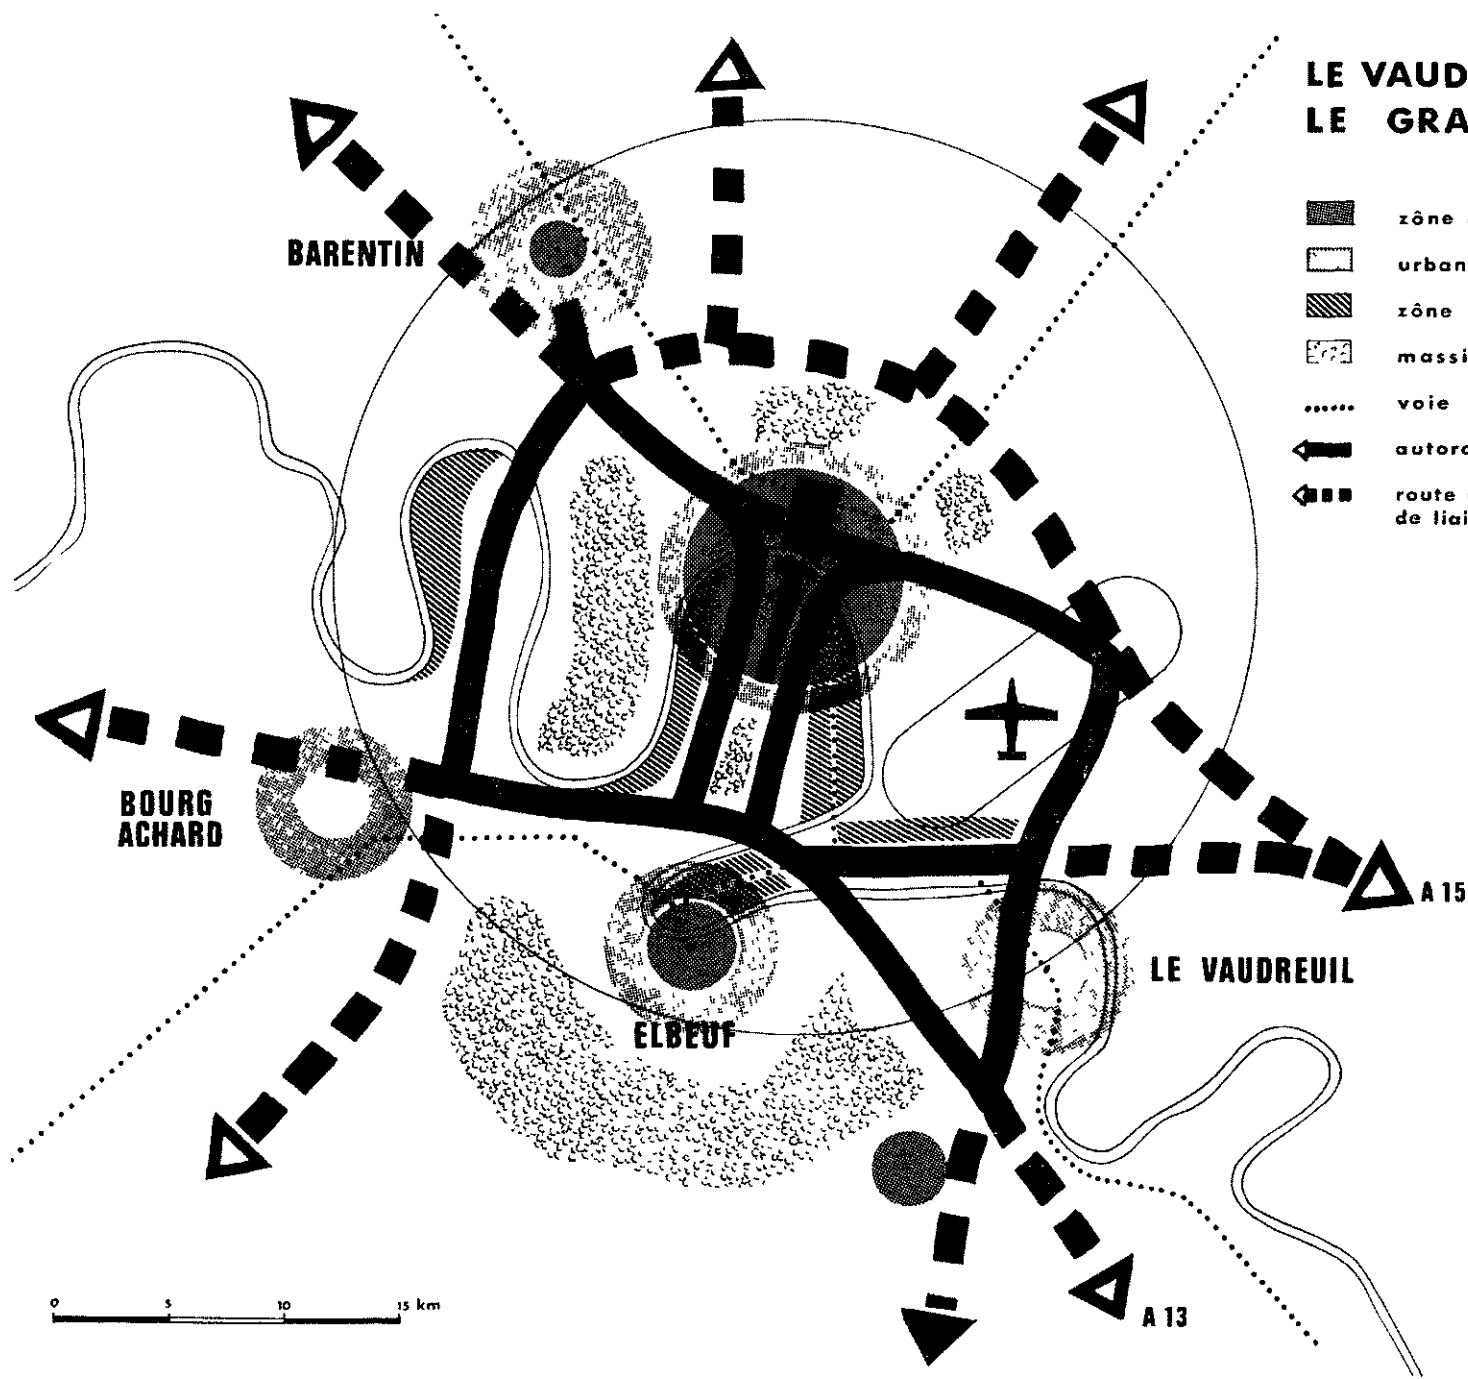 LE VAUD
LE GRA
zône
urban
zône
massi
voie
autoro
route
de liai
BARENTIN
BOURG
ACHARD
ELBEUF
LE VAUDREUIL
A 15
A 13
0 5 10 15 km